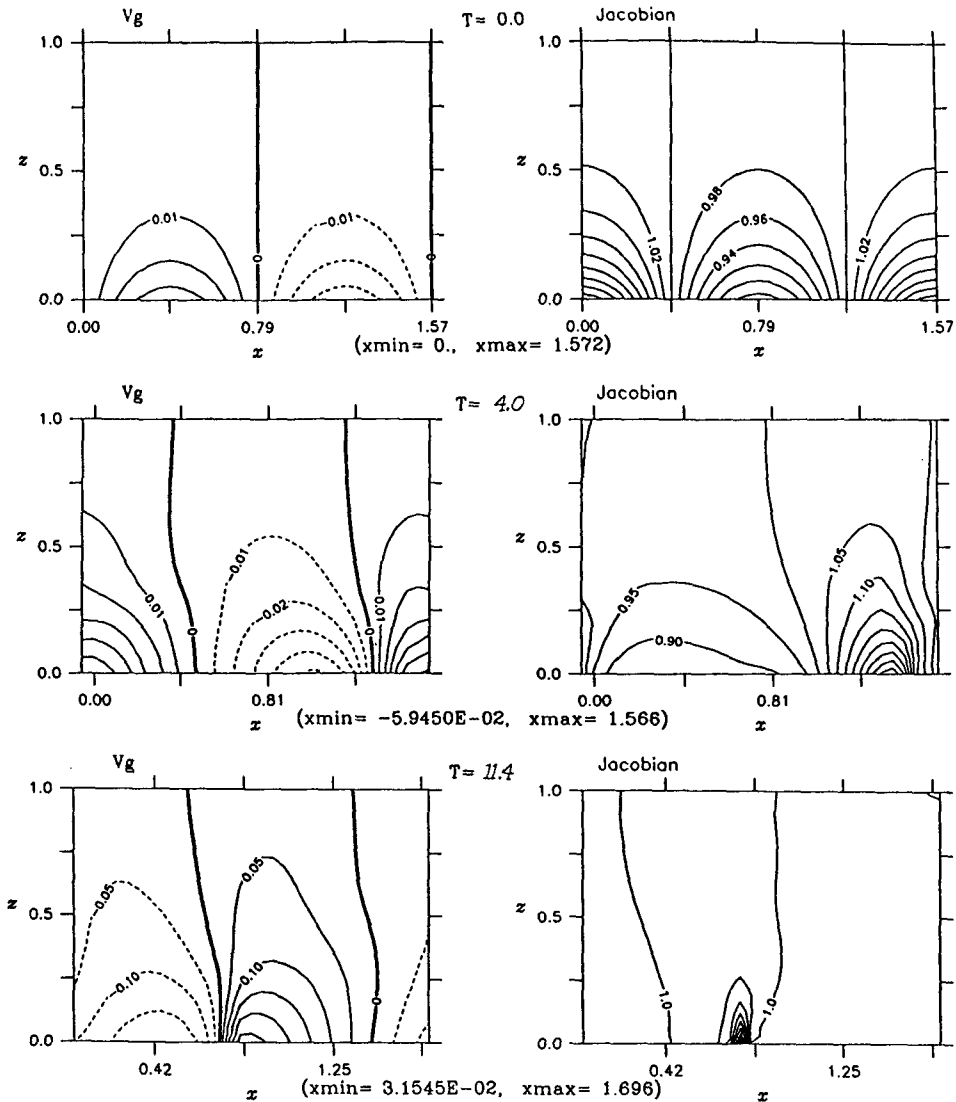 Vg
T= 0.0
Jacobian
1.0
0.5
0.0
z
0.01
0.01
0
0
0.00
0.79
1.57
x
1.0
0.5
0.0
z
1.02
0.98
0.96
0.94
1.02
0.00
0.79
1.57
x
(xmin= 0., xmax= 1.572)
Vg
T= 4.0
Jacobian
1.0
0.5
0.0
z
0.01
0
0.01
0.02
0
0.01
0.00
0.81
x
1.0
0.5
0.0
z
0.95
0.90
1.05
1.10
0.00
0.81
x
(xmin= -5.9450E-02, xmax= 1.566)
Vg
T= 11.4
Jacobian
1.0
0.5
0.0
z
0.05
0.10
0.05
0.10
0
0.42
1.25
x
1.0
0.5
0.0
z
1.0
1.0
0.42
1.25
x
(xmin= 3.1545E-02, xmax= 1.696)